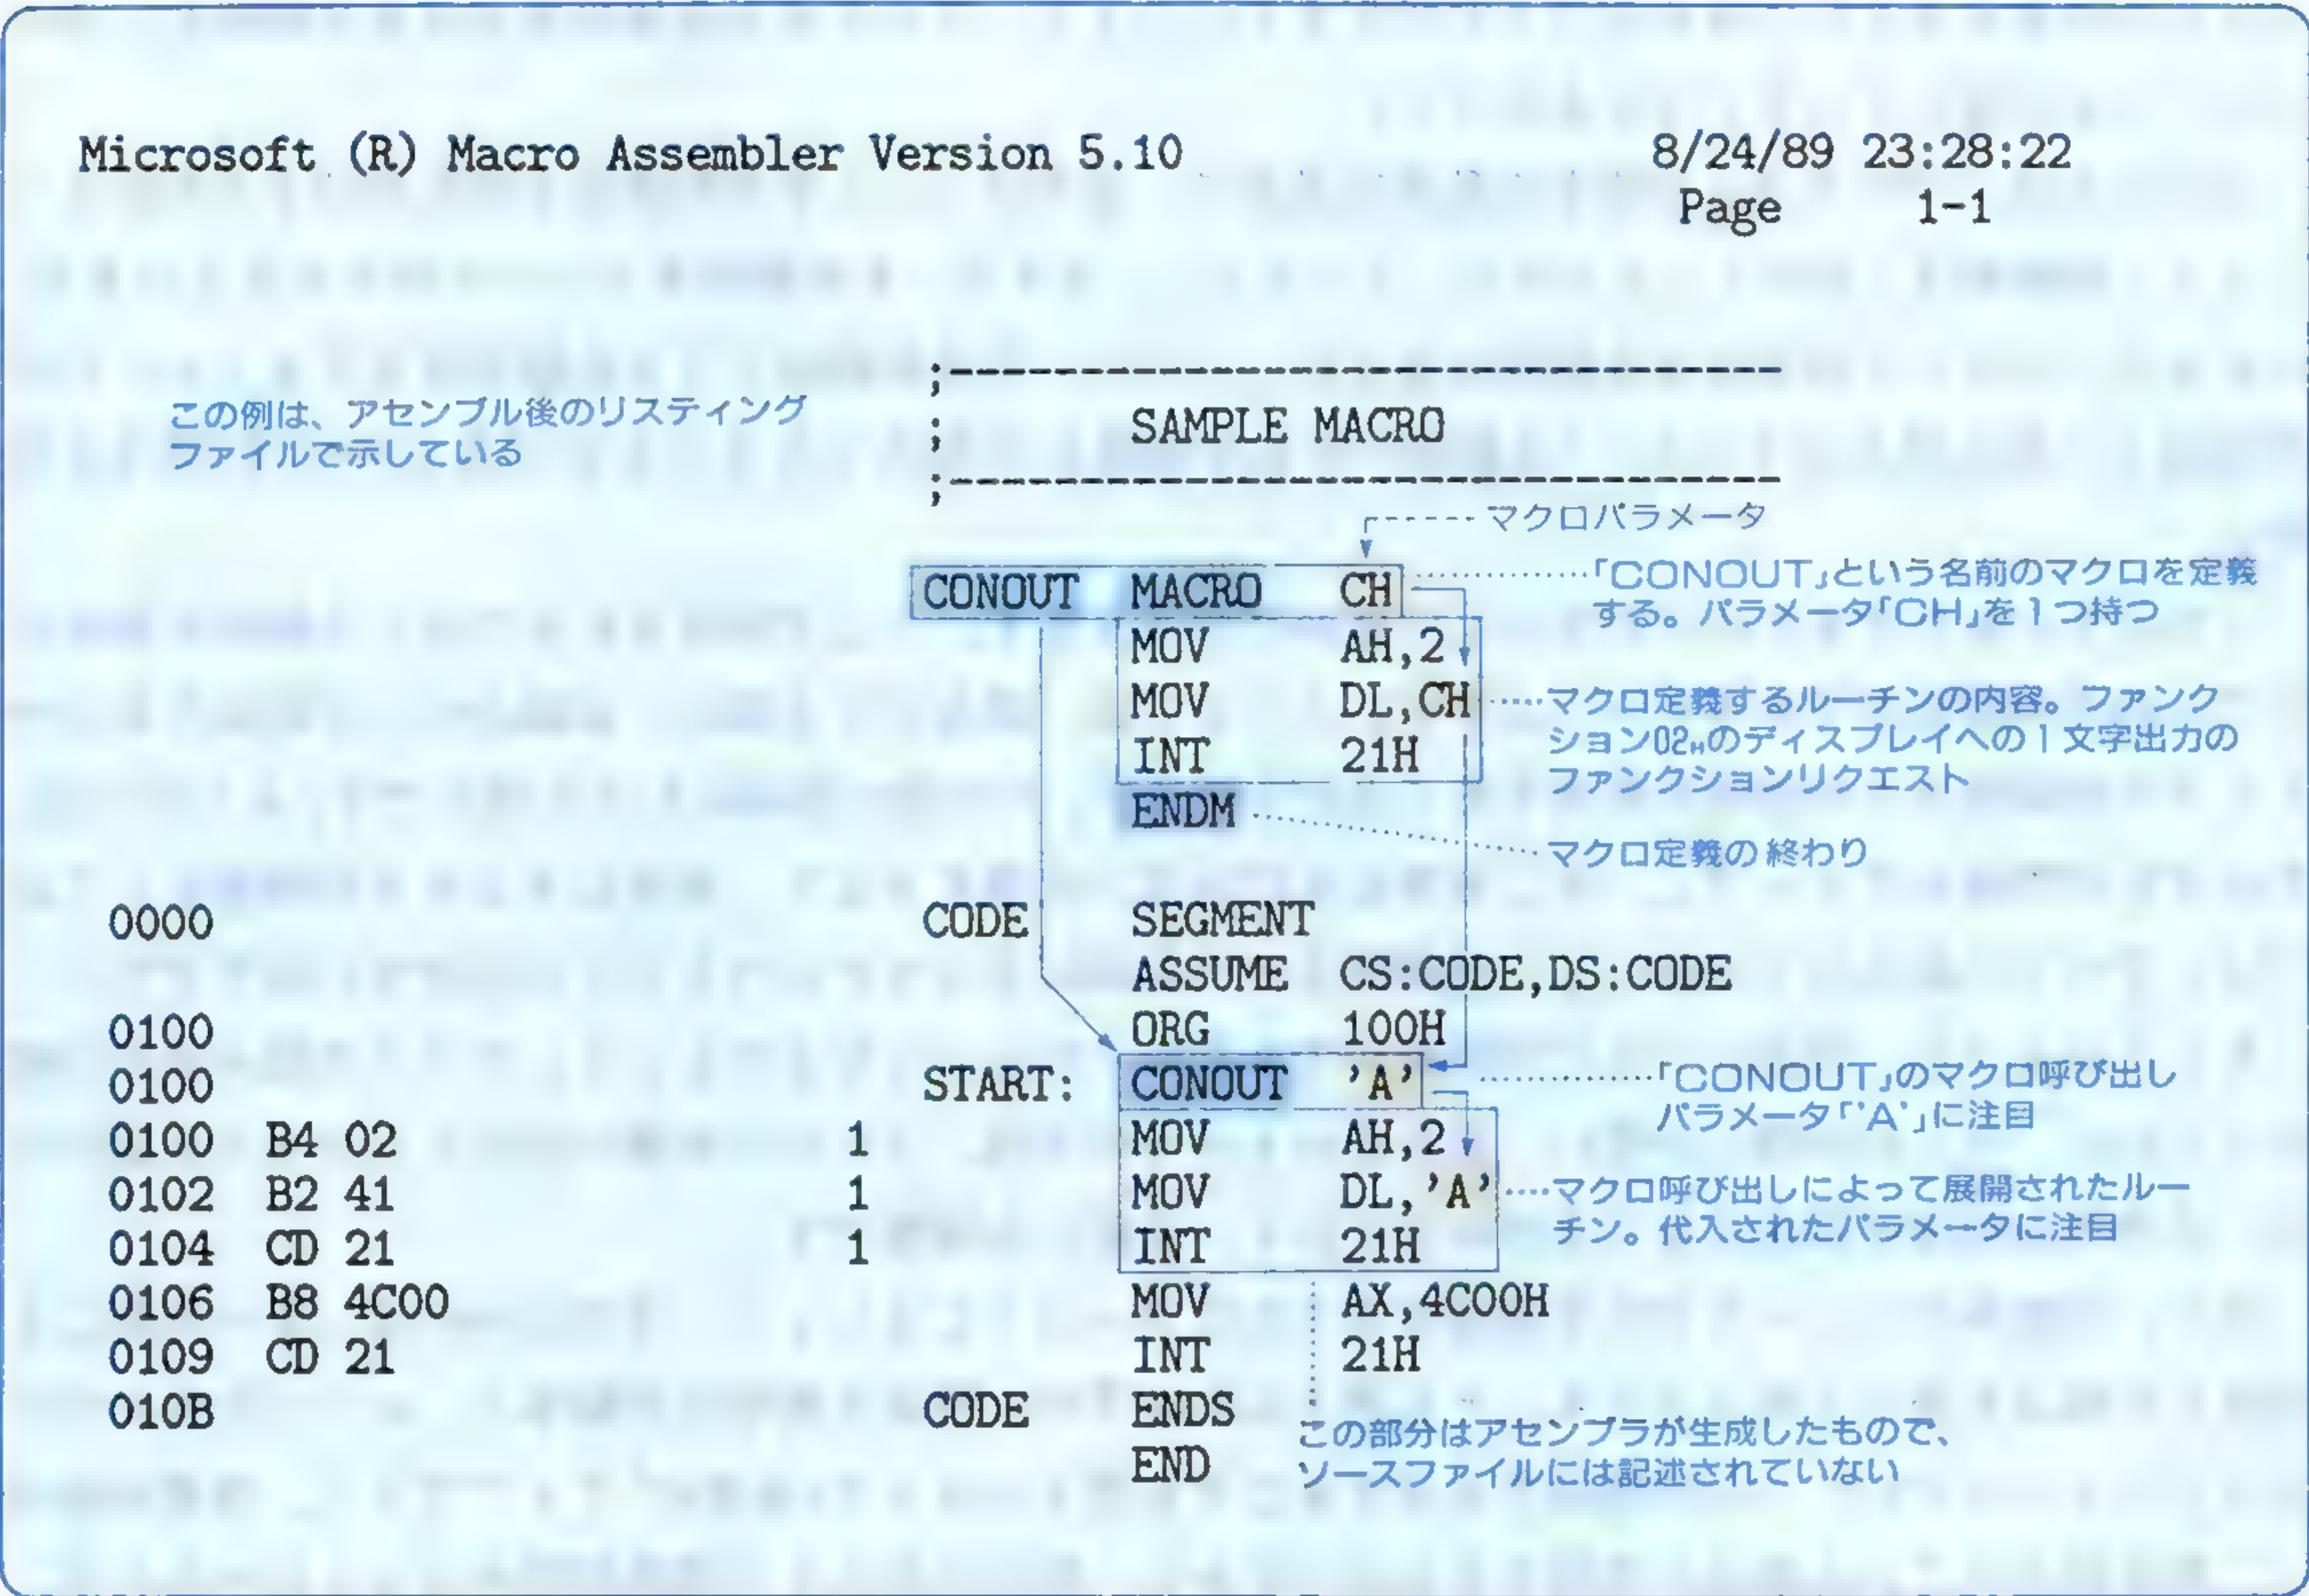 Microsoft (R) Macro Assembler Version 5.10 8/24/89 23:28:22
Page 1-1
;--------------------------------
; SAMPLE MACRO
;--------------------------------
この例は、アセンブル後のリスティング
ファイルで示している
マクロパラメータ
CONOUT MACRO CH
「CONOUT」という名前のマクロを定義
する。パラメータ「CH」を1つ持つ
MOV AH,2
MOV DL,CH
INT 21H
マクロ定義するルーチンの内容。ファンク
ション02Hのディスプレイへの1文字出力の
ファンクションリクエスト
ENDM
マクロ定義の終わり
0000 CODE SEGMENT
ASSUME CS:CODE,DS:CODE
0100 ORG 100H
0100 START: CONOUT 'A'
「CONOUT」のマクロ呼び出し
パラメータ「'A'」に注目
0100 B4 02 1 MOV AH,2
0102 B2 41 1 MOV DL,'A'
0104 CD 21 1 INT 21H
マクロ呼び出しによって展開されたルー
チン。代入されたパラメータに注目
0106 B8 4C00 MOV AX,4C00H
0109 CD 21 INT 21H
010B CODE ENDS
END
この部分はアセンブラが生成したもので、
ソースファイルには記述されていない